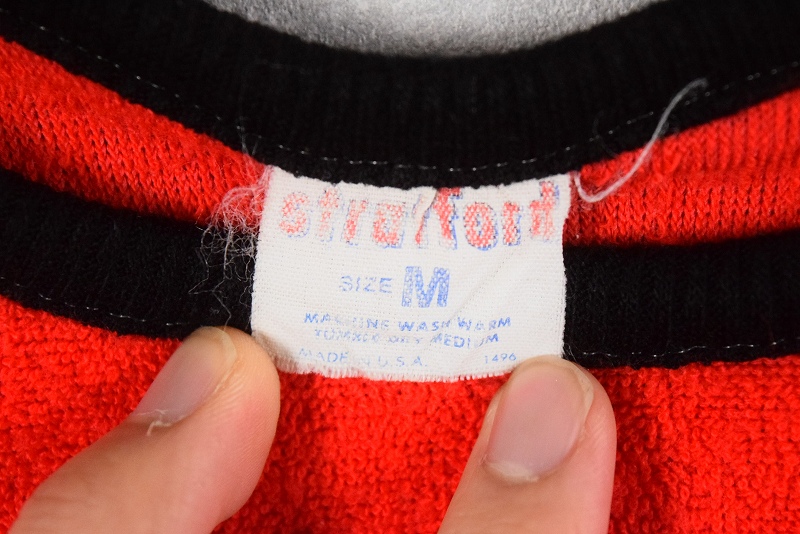 stratford
SIZE M
MACHINE WASH WARM
TUMBLE DRY MEDIUM
MADE IN U.S.A. 1496